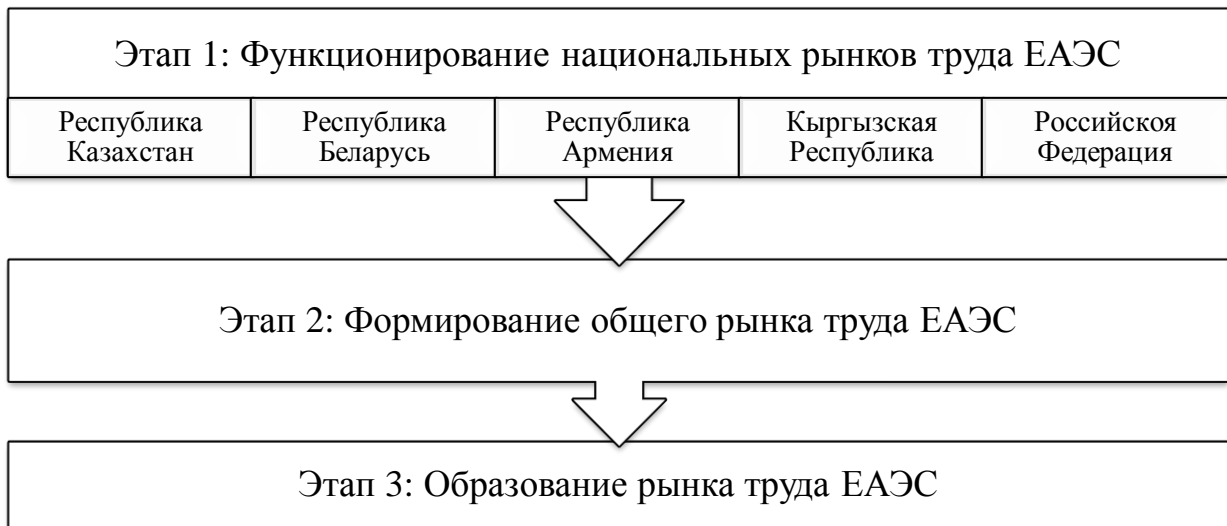 Этап 1: Функционирование национальных рынков труда ЕАЭС
Республика
Казахстан
Республика
Беларусь
Республика
Армения
Кыргызская
Республика
Российскоя
Федерация
Этап 2: Формирование общего рынка труда ЕАЭС
Этап 3: Образование рынка труда ЕАЭС